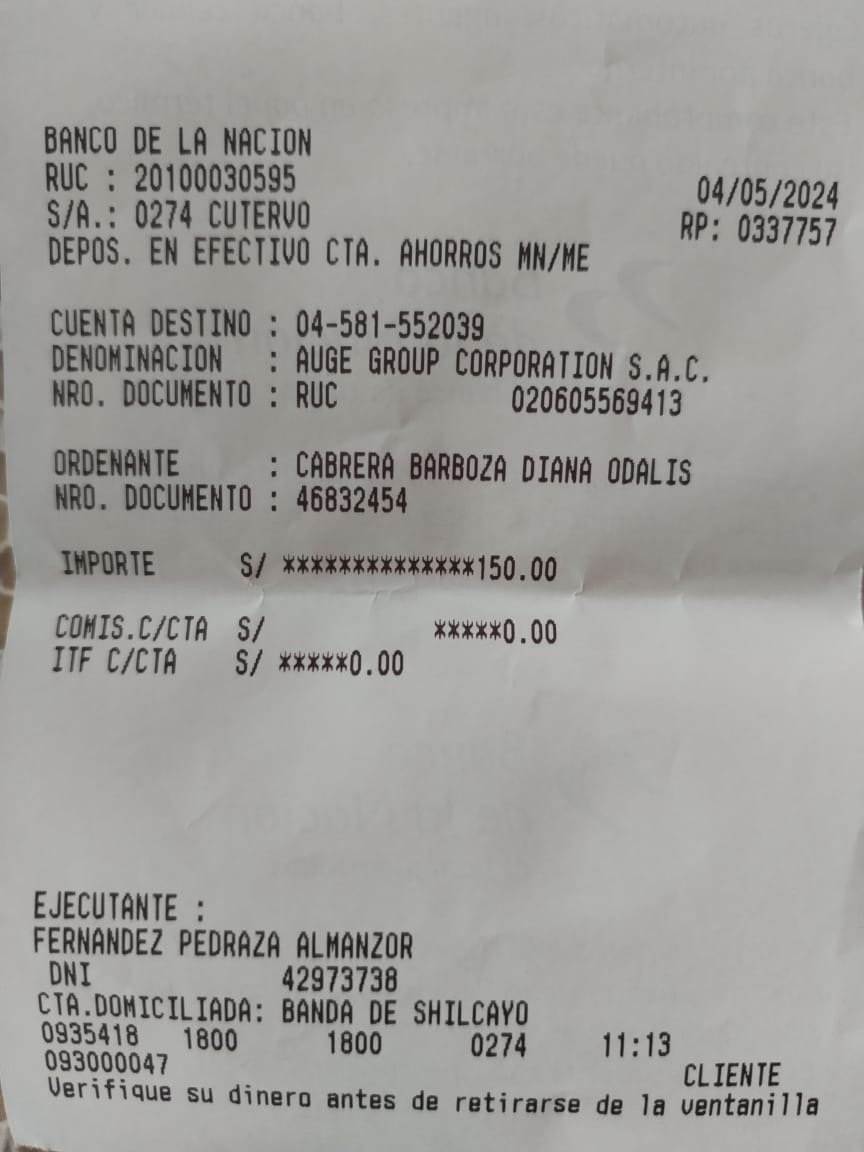 BANCO DE LA NACION
RUC : 20100030595
04/05/2024
S/A.: 0274 CUTERVO
RP: 0337757
DEPOS. EN EFECTIVO CTA. AHORROS MN/ME
CUENTA DESTINO : 04-581-552039
DENOMINACION : AUGE GROUP CORPORATION S.A.C.
NRO. DOCUMENTO : RUC 020605569413
ORDENANTE : CABRERA BARBOZA DIANA ODALIS
NRO. DOCUMENTO : 46832454
IMPORTE S/ **************150.00
COMIS.C/CTA S/ *****0.00
ITF C/CTA S/ *****0.00
EJECUTANTE :
FERNANDEZ PEDRAZA ALMANZOR
DNI 42973738
CTA.DOMICILIADA: BANDA DE SHILCAYO
0935418 1800 1800 0274 11:13
093000047 CLIENTE
Verifique su dinero antes de retirarse de la ventanilla